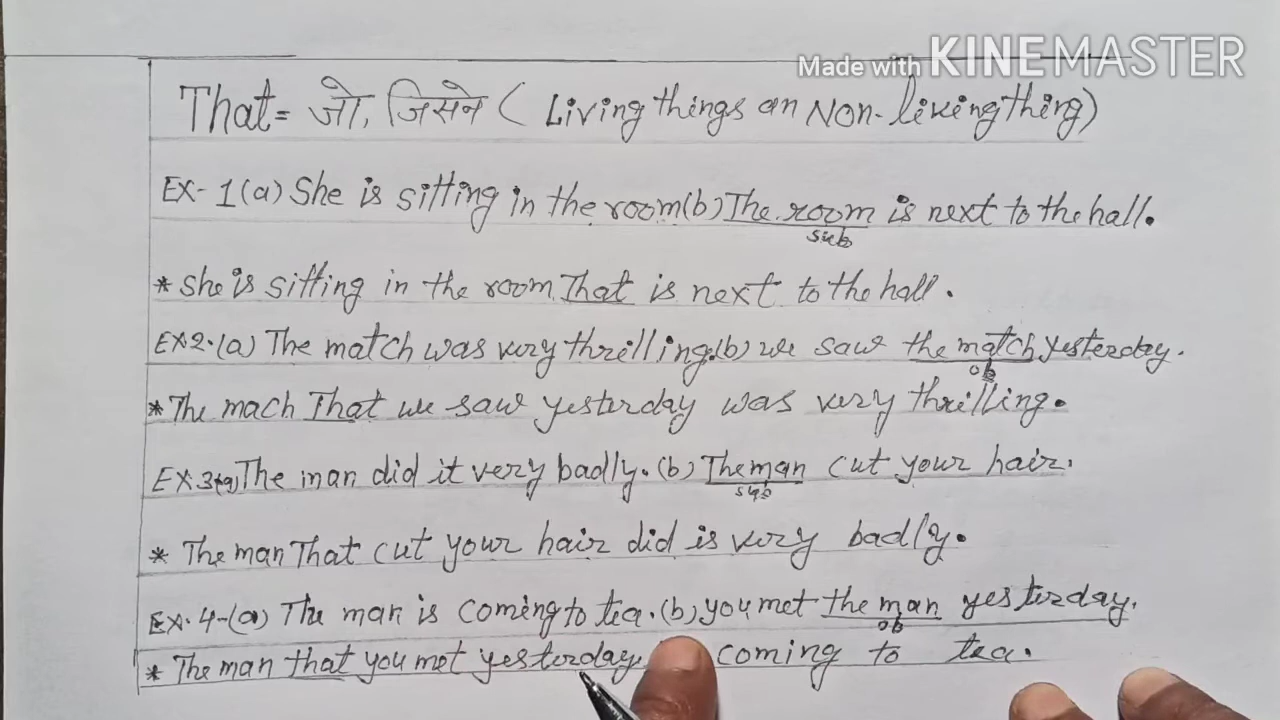 Made with KINEMASTER
That = जो, जिसने ( Living things an Non-living thing)
EX-1(a) She is sitting in the room(b) The room is next to the hall.
sub
* She is sitting in the room That is next to the hall.
EX2.(a) The match was very thrilling.(b) we saw the match yesterday.
ob
* The mach That we saw yesterday was very thrilling.
EX.3(a) The man did it very badly. (b) The man cut your hair.
sub
* The man That cut your hair did is very badly.
EX.4-(a) The man is coming to tea. (b) you met the man yesterday.
ob
* The man that you met yesterday coming to tea.